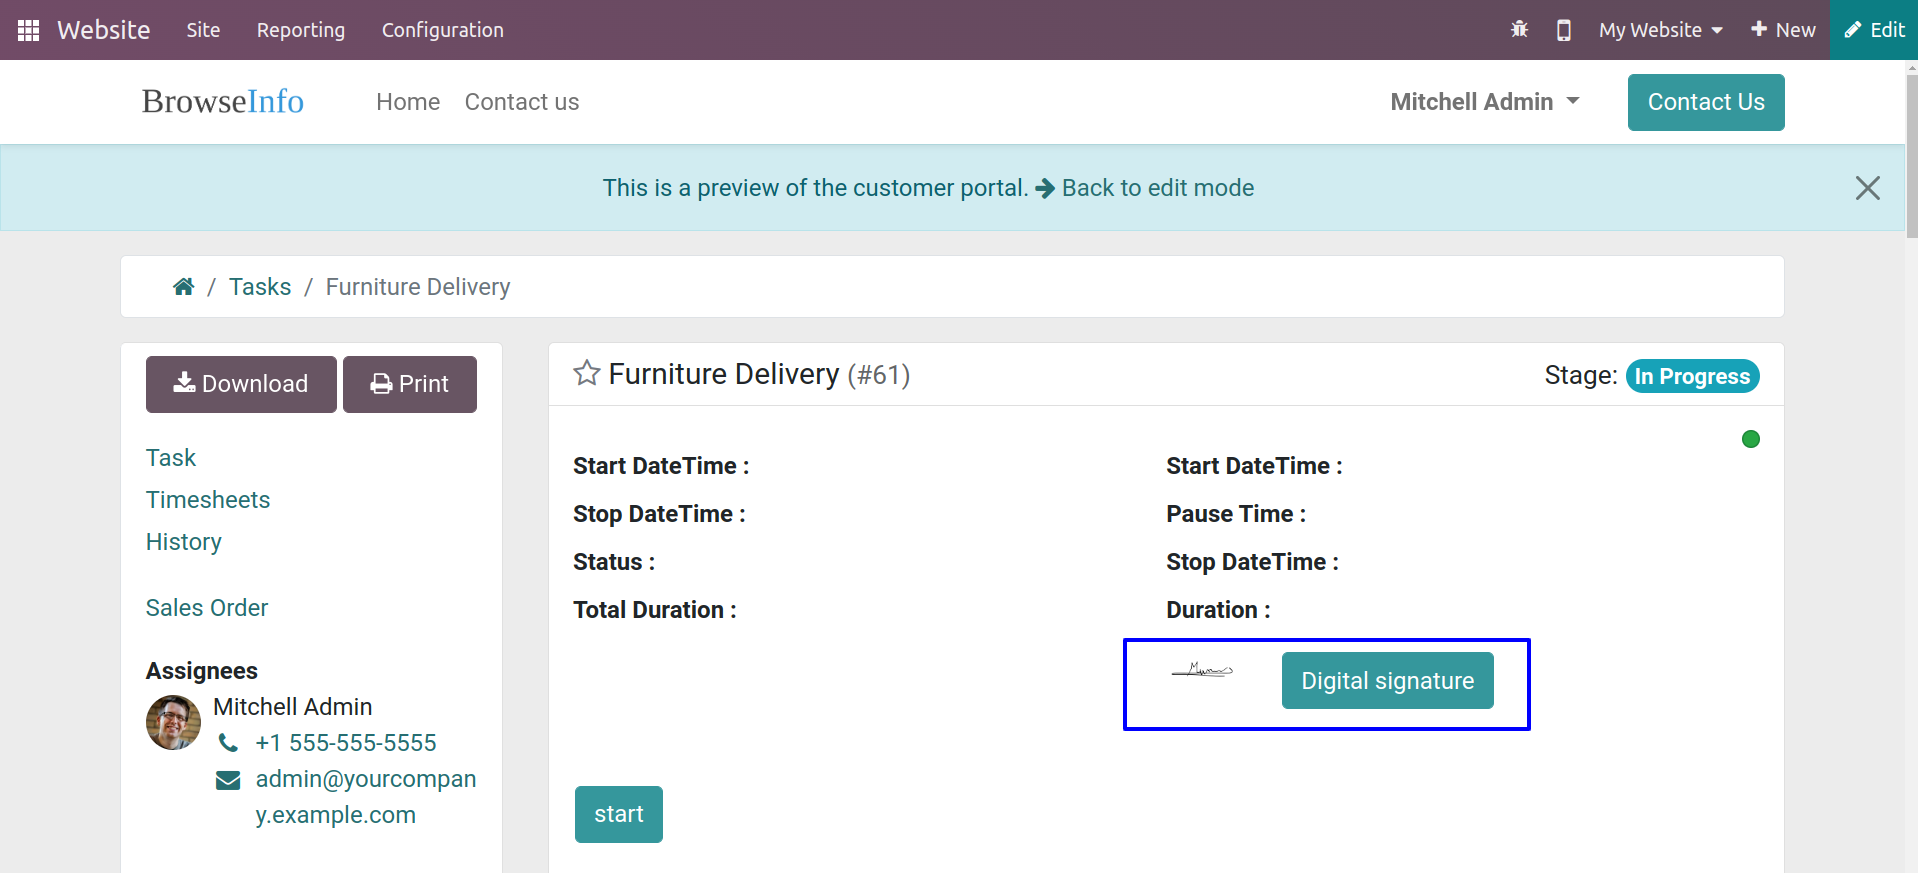 Website Site Reporting Configuration My Website New Edit
BrowseInfo Home Contact us Mitchell Admin Contact Us
This is a preview of the customer portal. Back to edit mode
/ Tasks / Furniture Delivery
Download Print
Task
Timesheets
History
Sales Order
Assignees
Mitchell Admin
+1 555-555-5555
admin@yourcompan
y.example.com
Furniture Delivery (#61) Stage: In Progress
Start DateTime :
Stop DateTime :
Status :
Total Duration :
Start DateTime :
Pause Time :
Stop DateTime :
Duration :
Digital signature
start